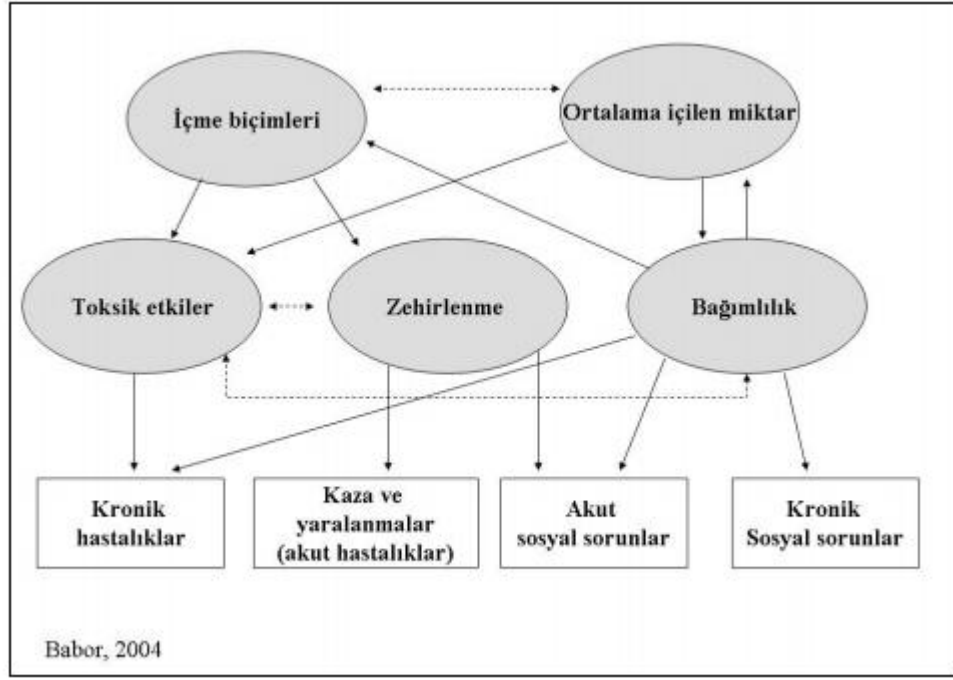 İçme biçimleri
Ortalama içilen miktar
Toksik etkiler
Zehirlenme
Bağımlılık
Kronik
hastalıklar
Kaza ve
yaralanmalar
(akut hastalıklar)
Akut
sosyal sorunlar
Kronik
Sosyal sorunlar
Babor, 2004